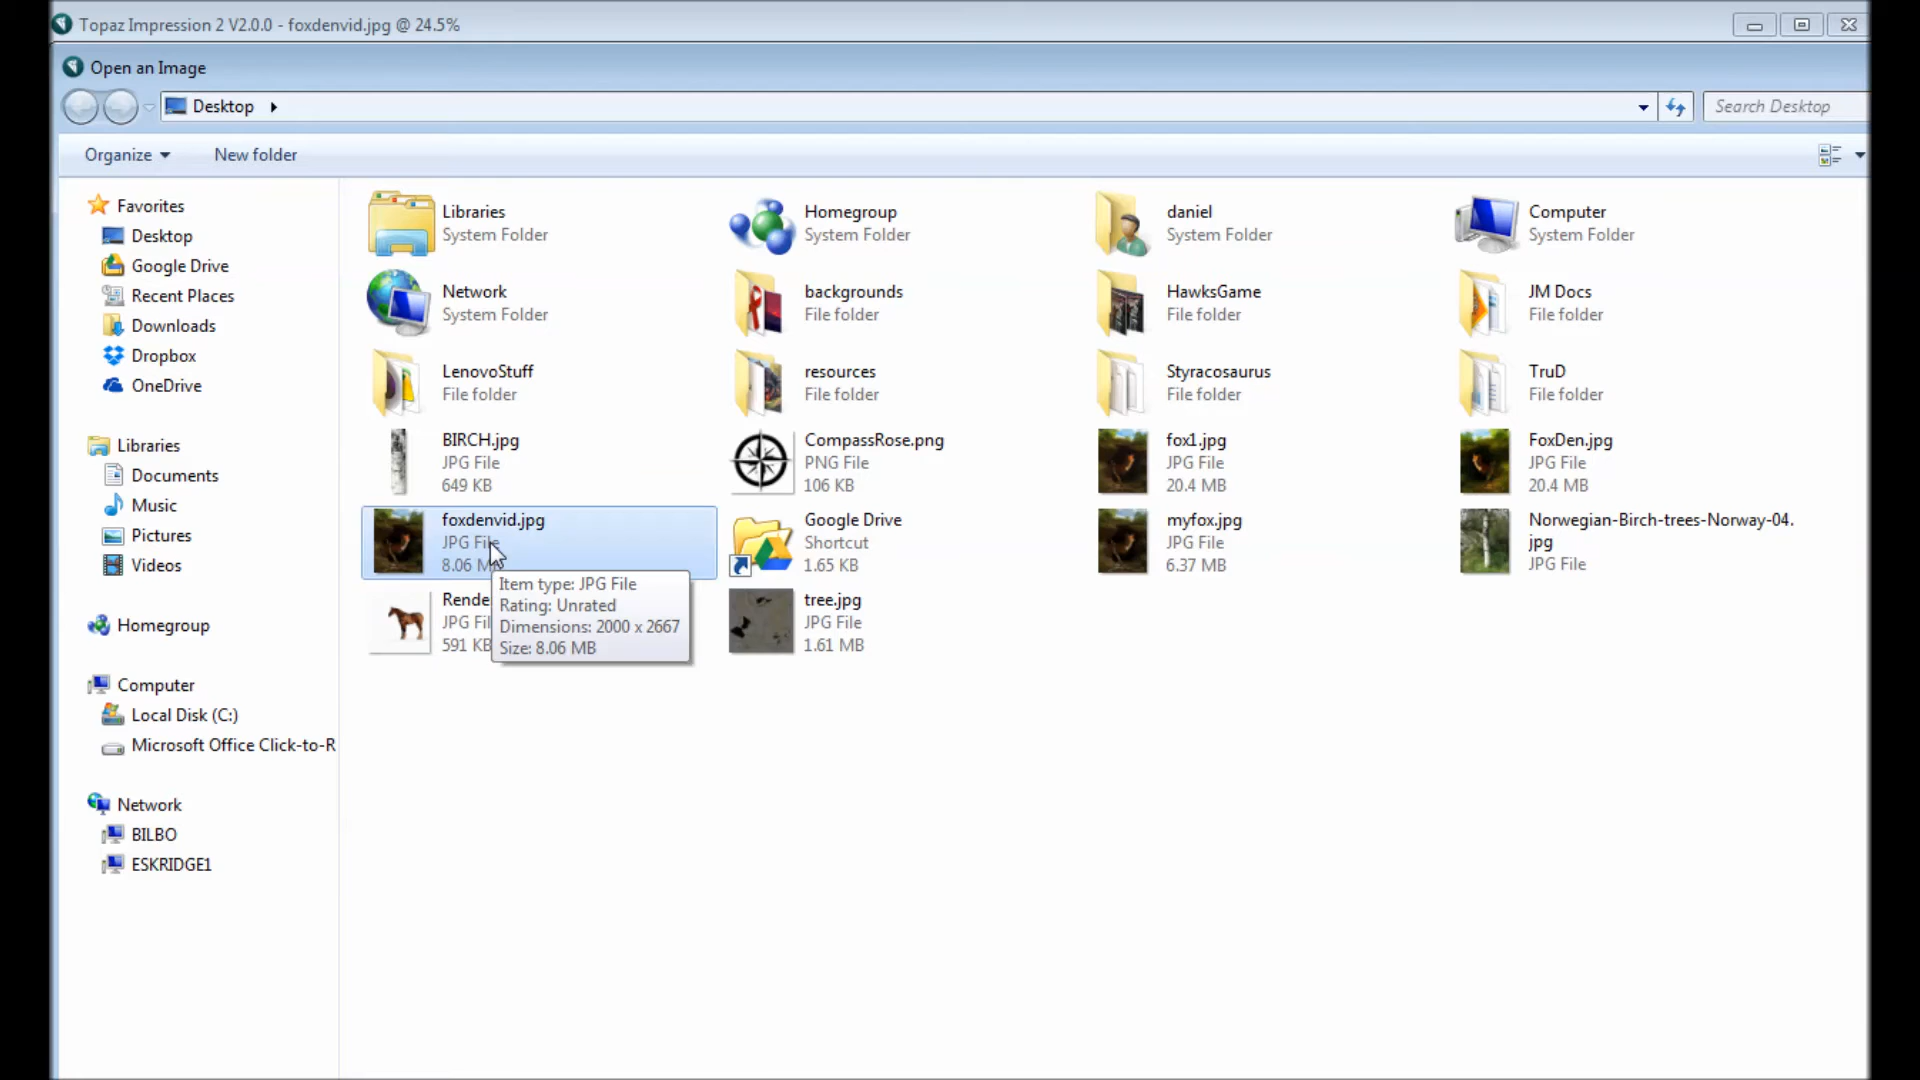 Topaz Impression 2 V2.0.0 - foxdenvid.jpg @ 24.5%
Open an Image
Desktop
Search Desktop
Organize
New folder
Favorites
Desktop
Google Drive
Recent Places
Downloads
Dropbox
OneDrive
Libraries
Documents
Music
Pictures
Videos
Homegroup
Computer
Local Disk (C:)
Microsoft Office Click-to-R
Network
BILBO
ESKRIDGE1
Libraries
System Folder
Homegroup
System Folder
daniel
System Folder
Computer
System Folder
Network
System Folder
backgrounds
File folder
HawksGame
File folder
JM Docs
File folder
LenovoStuff
File folder
resources
File folder
Styracosaurus
File folder
TruD
File folder
BIRCH.jpg
JPG File
649 KB
CompassRose.png
PNG File
106 KB
fox1.jpg
JPG File
20.4 MB
FoxDen.jpg
JPG File
20.4 MB
foxdenvid.jpg
JPG File
8.06 M
Google Drive
Shortcut
1.65 KB
myfox.jpg
JPG File
6.37 MB
Norwegian-Birch-trees-Norway-04.
jpg
JPG File
Rende
JPG Fil
591 KB
tree.jpg
JPG File
1.61 MB
Item type: JPG File
Rating: Unrated
Dimensions: 2000 x 2667
Size: 8.06 MB